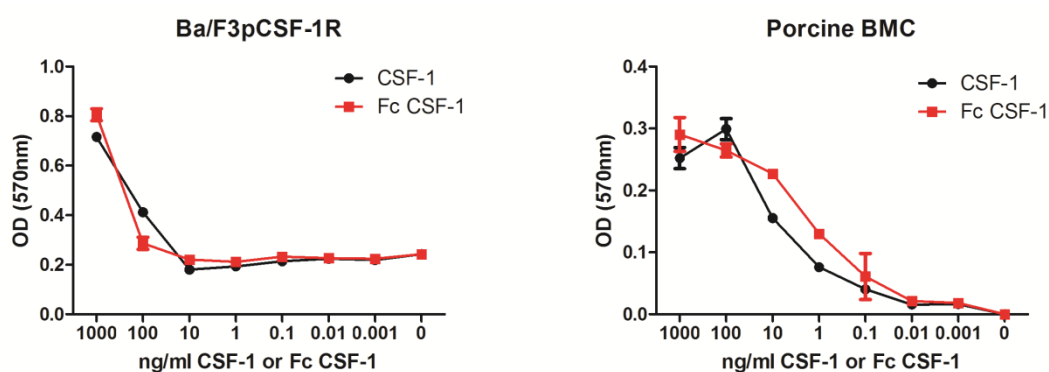 Ba/F3pCSF-1R
CSF-1
Fc CSF-1
OD (570nm)
1.0
0.8
0.6
0.4
0.2
0.0
1000 100 10 1 0.1 0.01 0.001 0
ng/ml CSF-1 or Fc CSF-1
Porcine BMC
CSF-1
Fc CSF-1
OD (570nm)
0.4
0.3
0.2
0.1
0.0
1000 100 10 1 0.1 0.01 0.001 0
ng/ml CSF-1 or Fc CSF-1